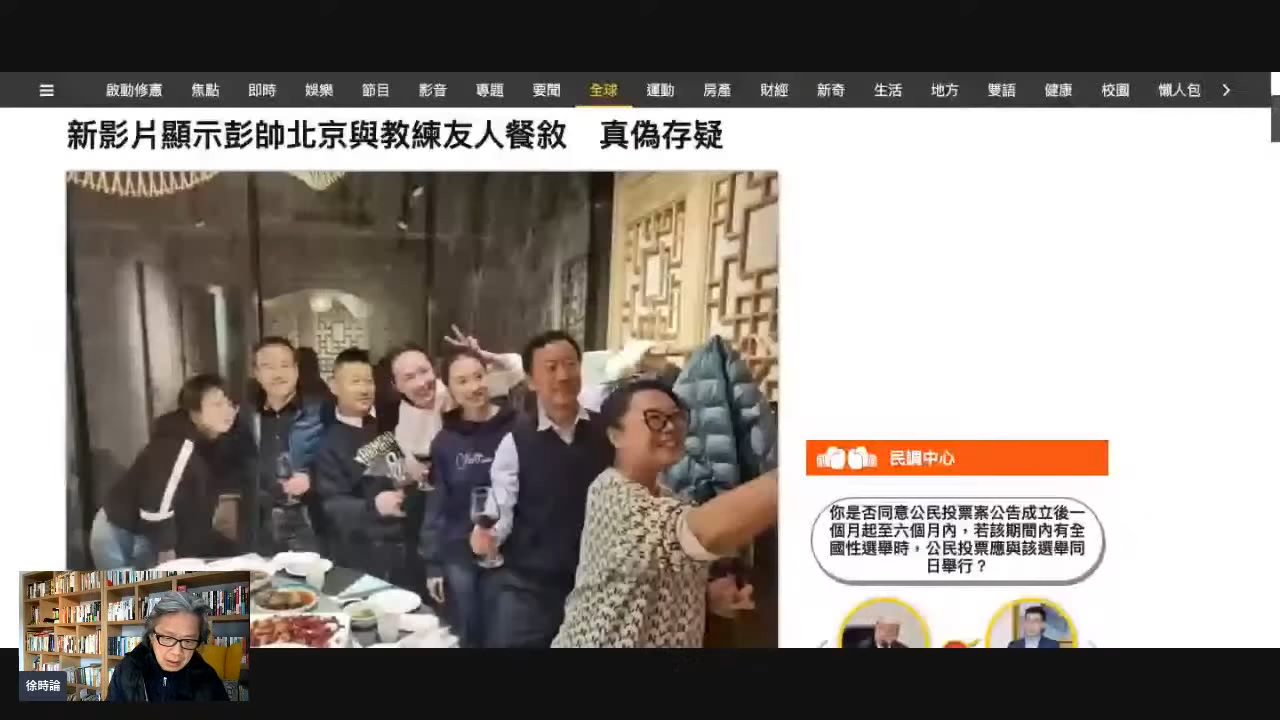 啟動修憲 焦點 即時 娛樂 節目 影音 專題 要聞 全球 運動 房產 財經 新奇 生活 地方 雙語 健康 校園 懶人包
新影片顯示彭帥北京與教練友人餐敘 真偽存疑
民調中心
你是否同意公民投票案公告成立後一
個月起至六個月內，若該期間內有全
國性選舉時，公民投票應與該選舉同
日舉行？
徐時論